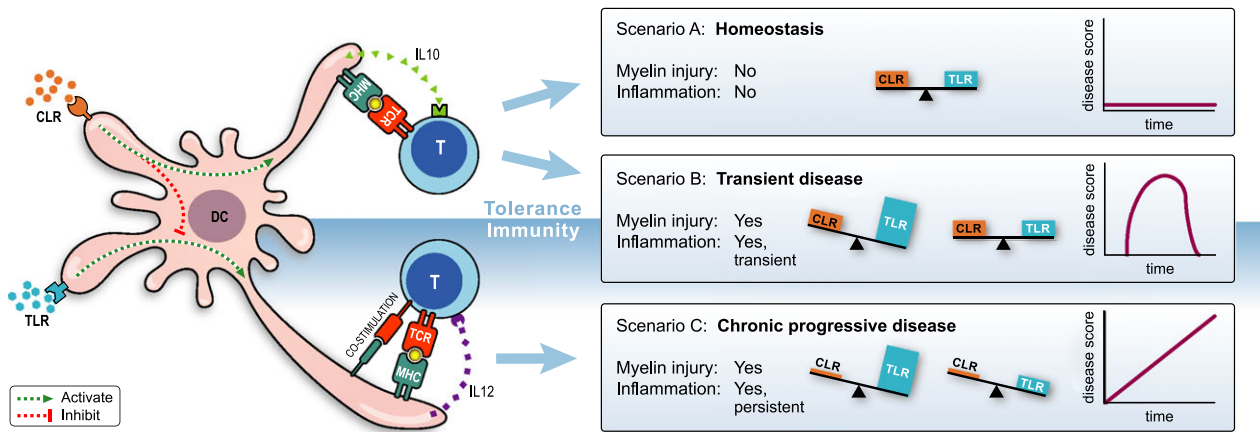 CLR
TLR
DC
IL10
MHC
TCR
T
Tolerance
Immunity
T
CO-STIMULATION
TCR
MHC
IL12
Activate
Inhibit
Scenario A: Homeostasis
Myelin injury: No
Inflammation: No
CLR TLR
disease score
time
Scenario B: Transient disease
Myelin injury: Yes
Inflammation: Yes,
transient
CLR TLR
CLR TLR
disease score
time
Scenario C: Chronic progressive disease
Myelin injury: Yes
Inflammation: Yes,
persistent
CLR TLR
CLR TLR
disease score
time